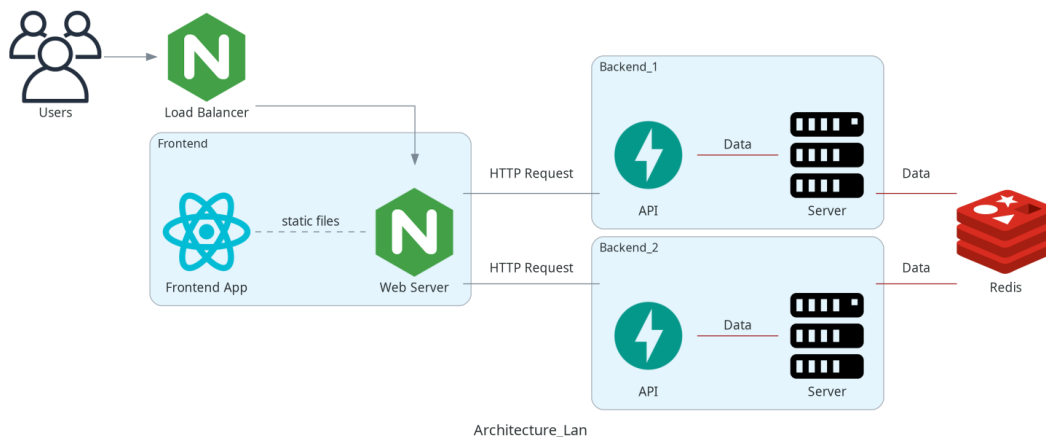 Users
Load Balancer
Frontend
Frontend App
static files
Web Server
HTTP Request
HTTP Request
Backend_1
API
Data
Server
Backend_2
API
Data
Server
Data
Data
Redis
Architecture_Lan